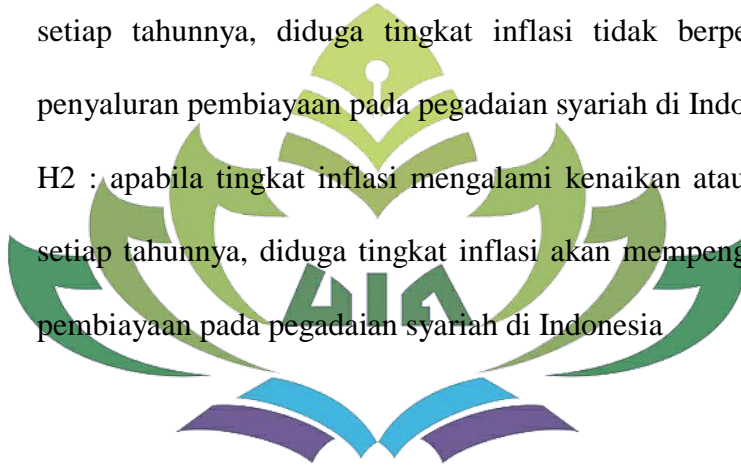 setiap tahunnya, diduga tingkat inflasi tidak berpe
penyaluran pembiayaan pada pegadaian syariah di Indo
H2 : apabila tingkat inflasi mengalami kenaikan atau
setiap tahunnya, diduga tingkat inflasi akan mempeng
pembiayaan pada pegadaian syariah di Indonesia